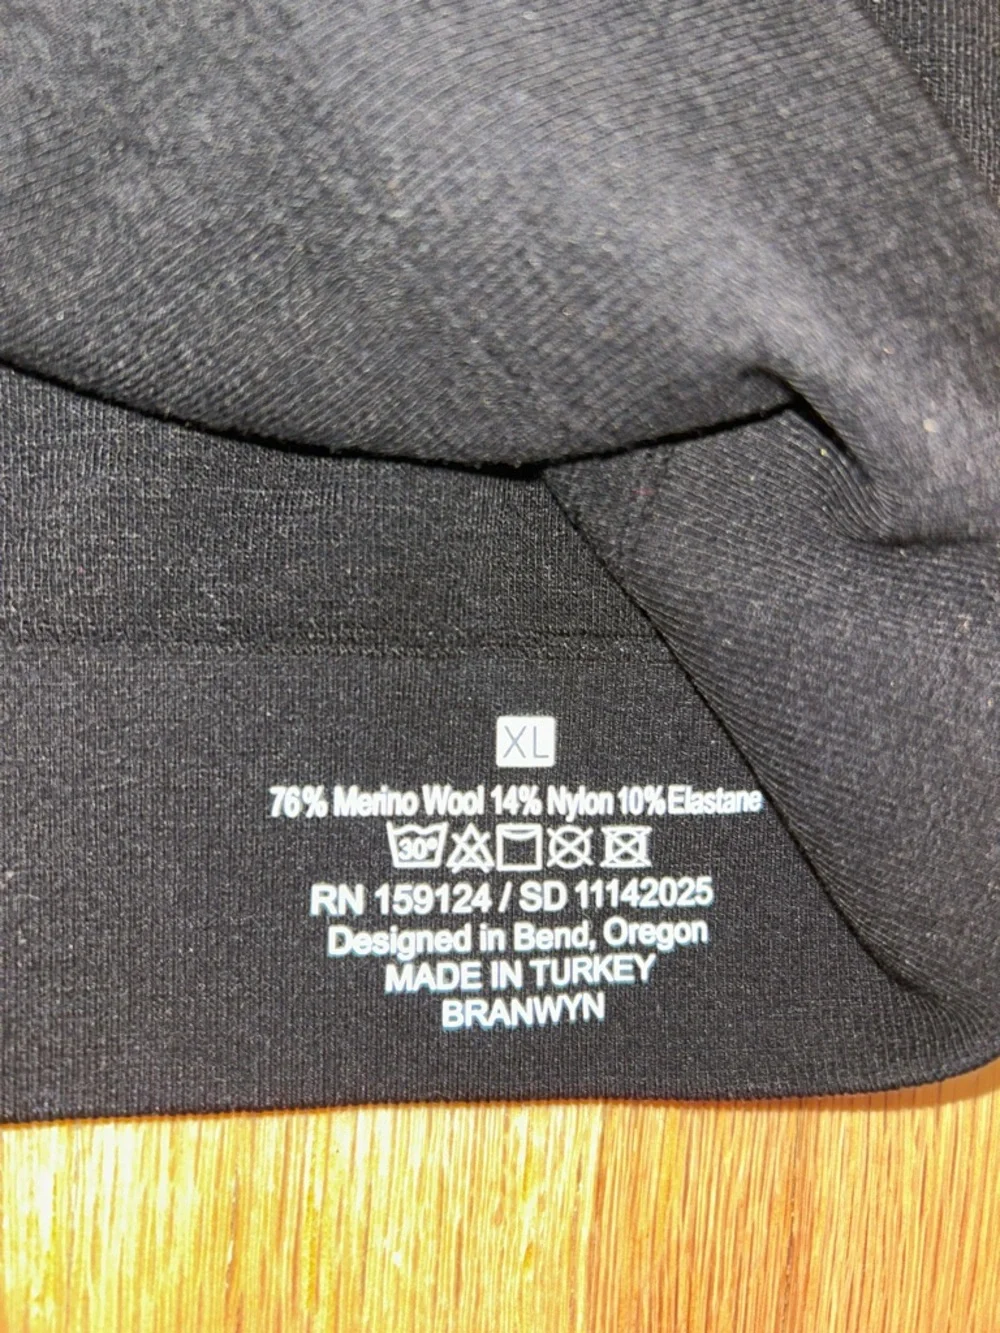 XL
76% Merino Wool 14% Nylon 10% Elastane
30°
RN 159124 / SD 11142025
Designed in Bend, Oregon
MADE IN TURKEY
BRANWYN